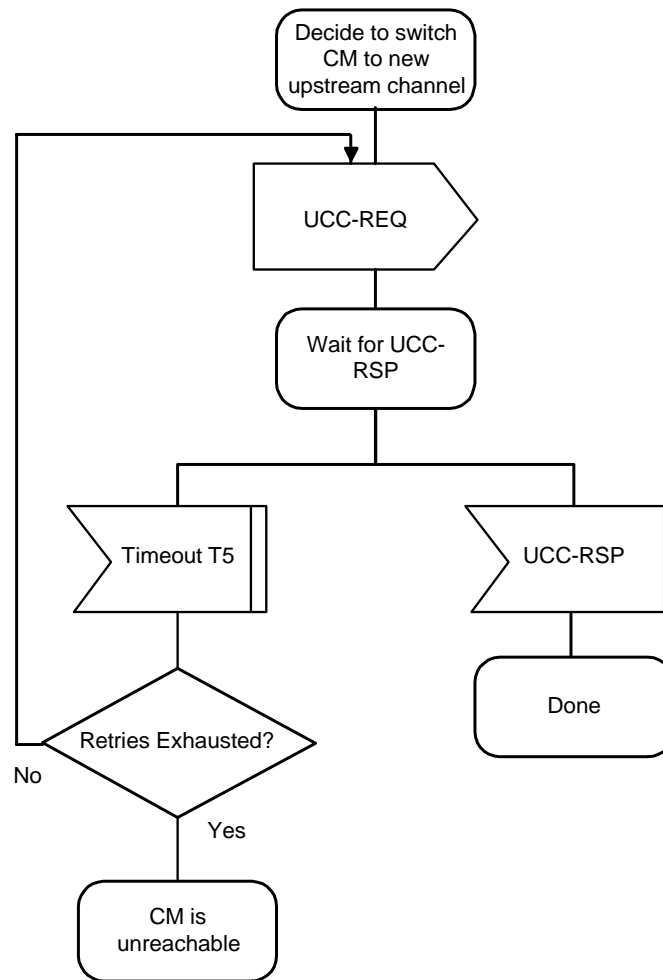 Decide to switch
CM to new
upstream channel
UCC-REQ
Wait for UCC-
RSP
Timeout T5
UCC-RSP
Retries Exhausted?
Done
No
Yes
CM is
unreachable